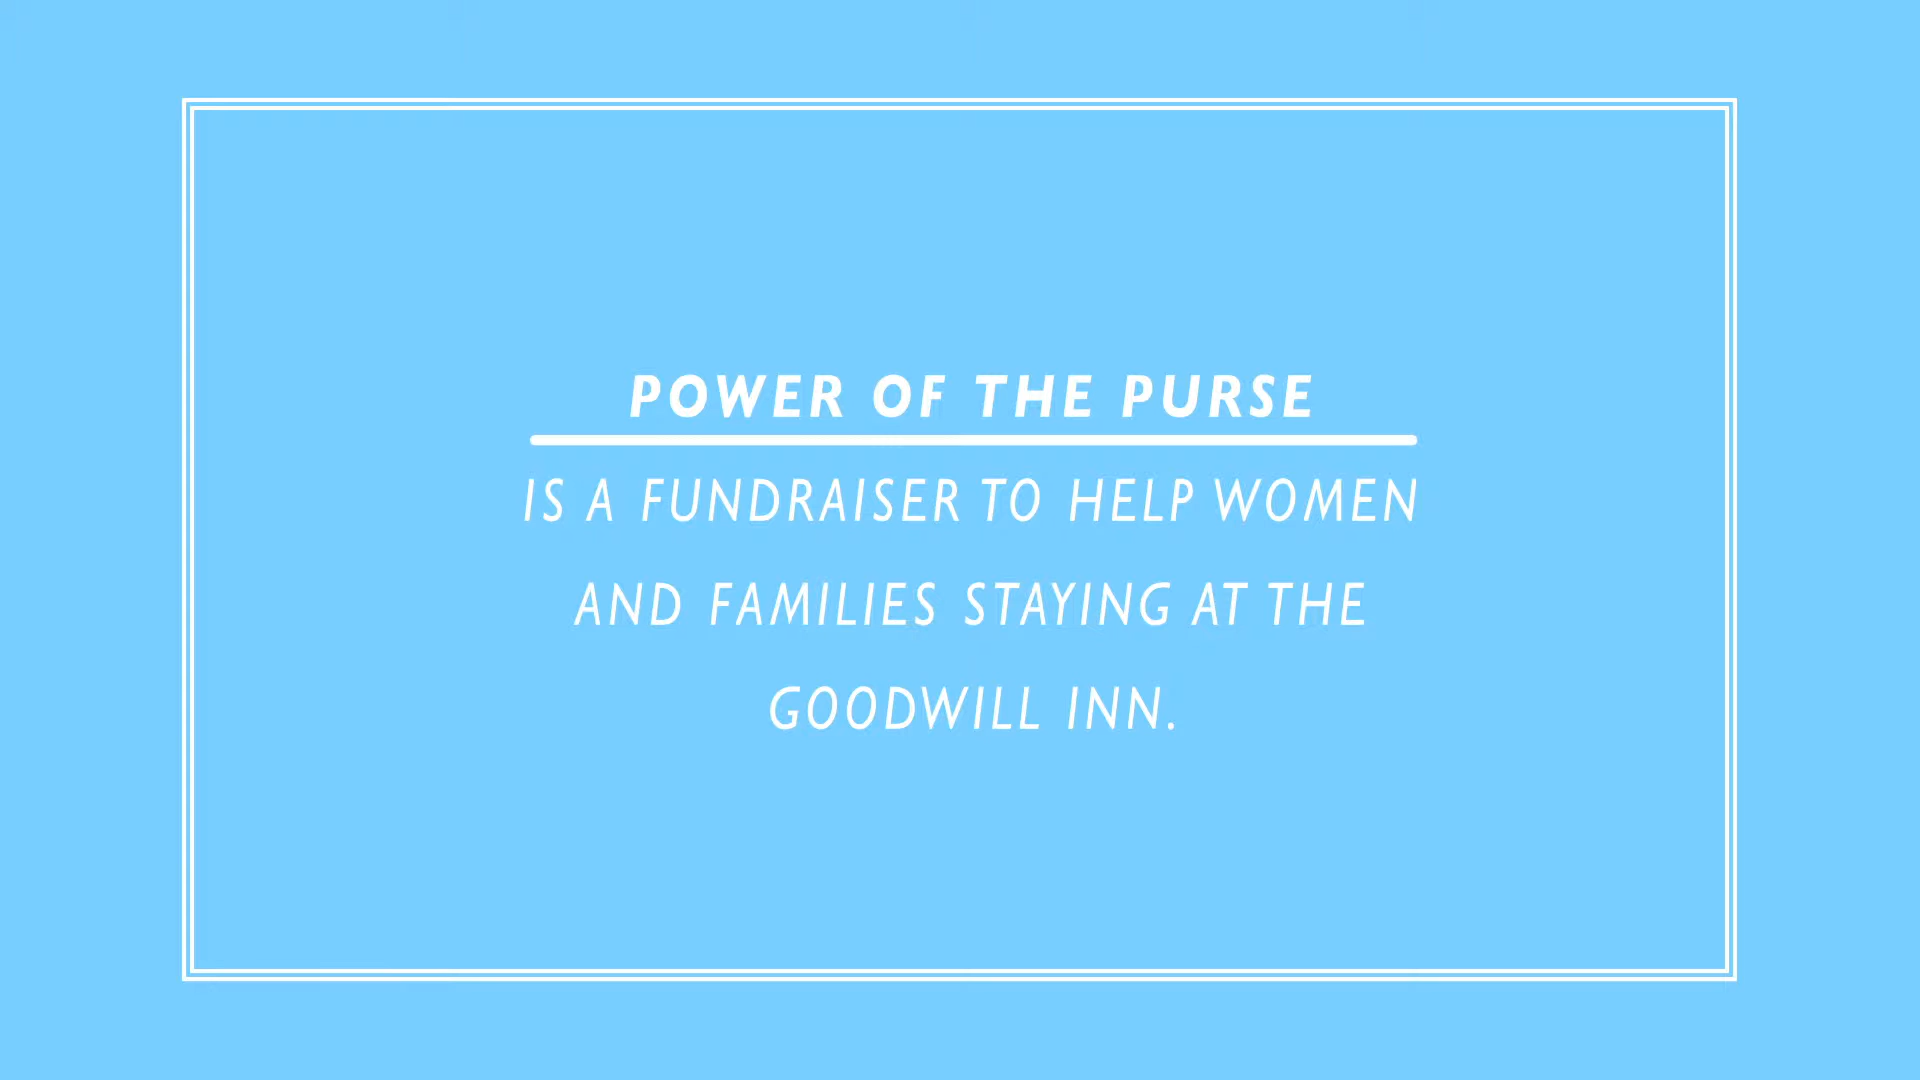 POWER OF THE PURSE
IS A FUNDRAISER TO HELP WOMEN
AND FAMILIES STAYING AT THE
GOODWILL INN.